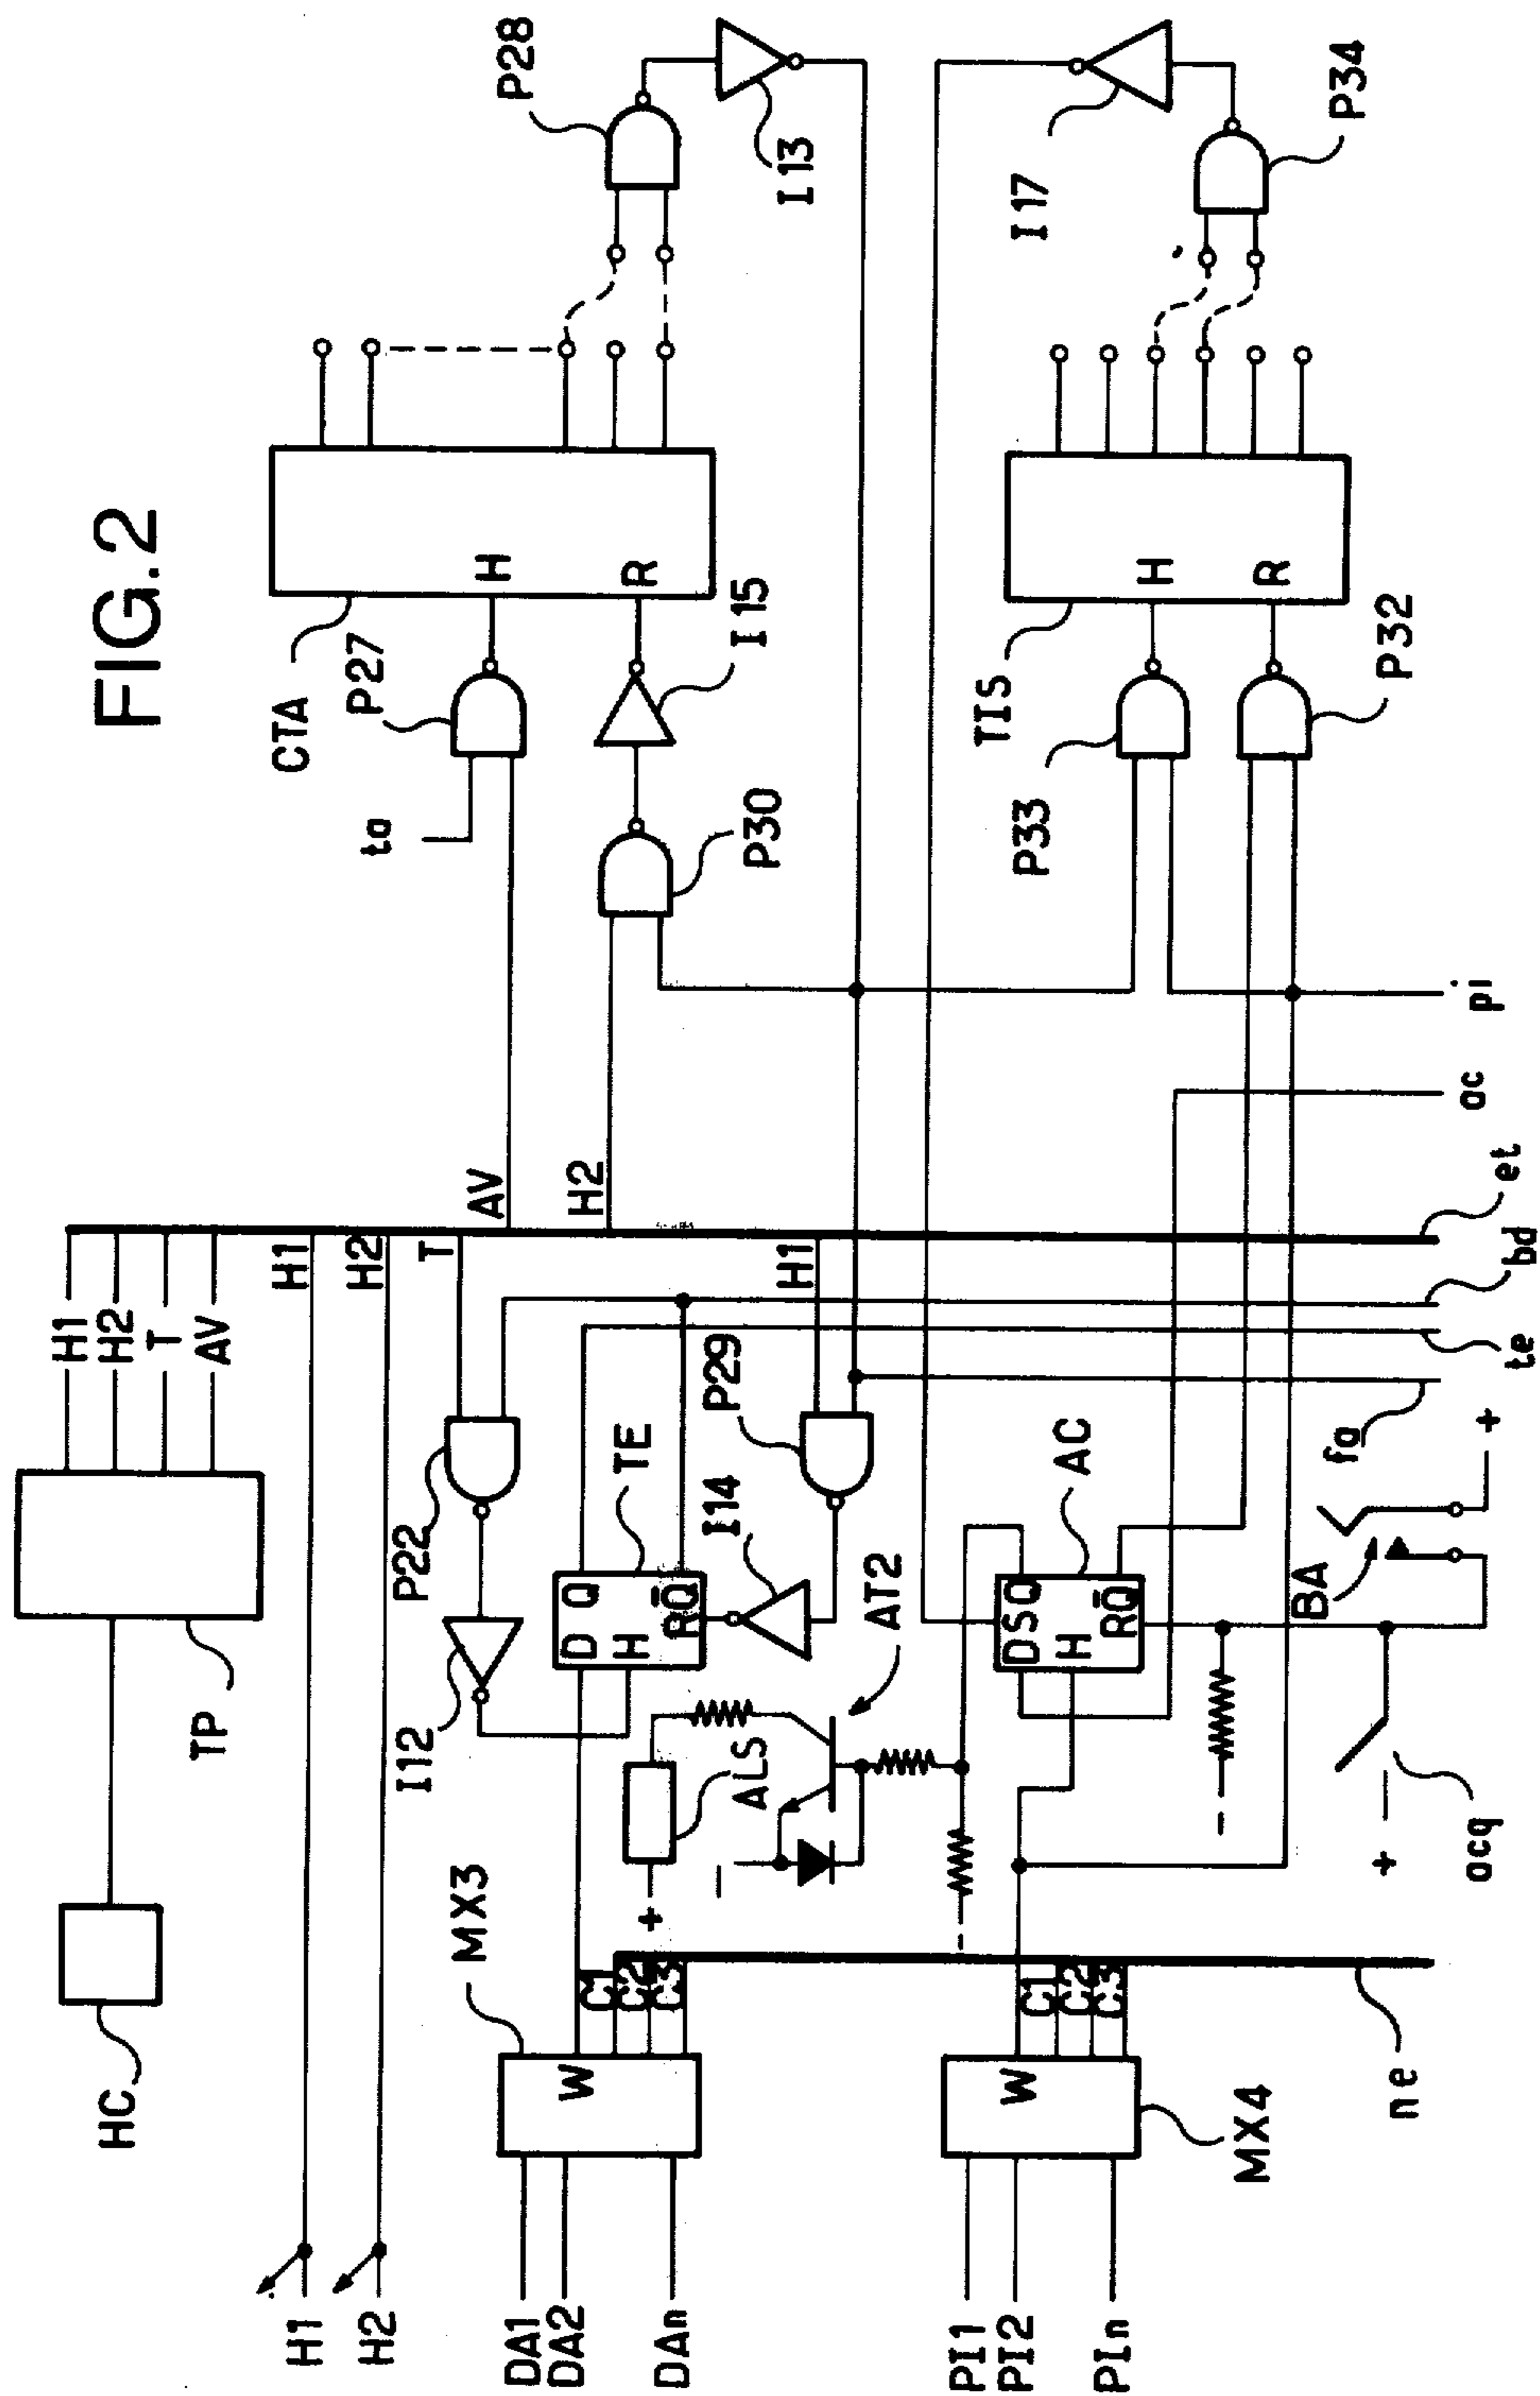 FIG.2
HC
TP
H1
H2
T
AV
H1
H2
H1
H2
T
AV
H2
H1
ta
P27
CTA
H
R
I15
P30
P28
I13
P22
I12
TE
D Q
H
R Q̄
I14
P29
DA1
DA2
DAn
MX3
W
C1
C2
C3
+
ALS
−
AT2
PI1
PI2
PIn
MX4
W
C1
C2
C3
−
AC
D S Q
H
R Q̄
TIS
H
R
P33
P32
I17
P34
−
BA
+
+
acq
ne
fa
te
bd
et
ac
pi